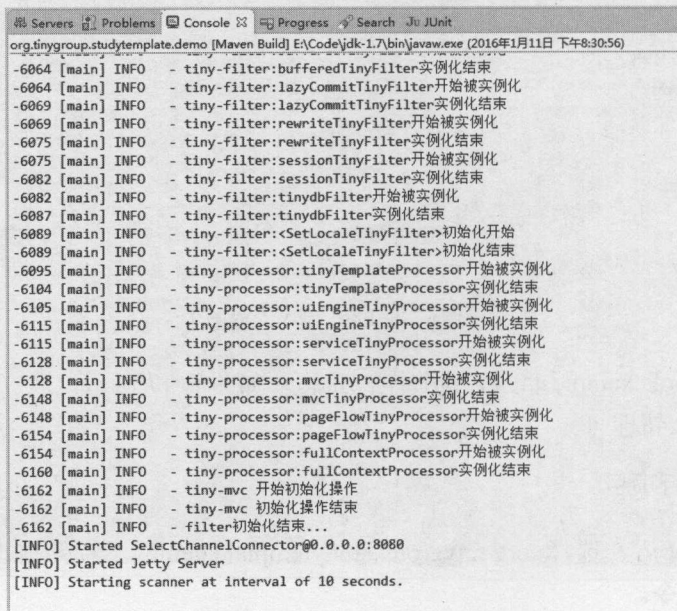 Servers Problems Console Progress Search JUnit
org.tinygroup.studytemplate.demo [Maven Build] E:\Code\jdk-1.7\bin\javaw.exe (2016年1月11日 下午8:30:56)
-6064 [main] INFO - tiny-filter:bufferedTinyFilter实例化结束
-6064 [main] INFO - tiny-filter:lazyCommitTinyFilter开始被实例化
-6069 [main] INFO - tiny-filter:lazyCommitTinyFilter实例化结束
-6069 [main] INFO - tiny-filter:rewriteTinyFilter开始被实例化
-6075 [main] INFO - tiny-filter:rewriteTinyFilter实例化结束
-6075 [main] INFO - tiny-filter:sessionTinyFilter开始被实例化
-6082 [main] INFO - tiny-filter:sessionTinyFilter实例化结束
-6082 [main] INFO - tiny-filter:tinydbFilter开始被实例化
-6087 [main] INFO - tiny-filter:tinydbFilter实例化结束
-6089 [main] INFO - tiny-filter:<SetLocaleTinyFilter>初始化开始
-6089 [main] INFO - tiny-filter:<SetLocaleTinyFilter>初始化结束
-6095 [main] INFO - tiny-processor:tinyTemplateProcessor开始被实例化
-6104 [main] INFO - tiny-processor:tinyTemplateProcessor实例化结束
-6105 [main] INFO - tiny-processor:uiEngineTinyProcessor开始被实例化
-6115 [main] INFO - tiny-processor:uiEngineTinyProcessor实例化结束
-6115 [main] INFO - tiny-processor:serviceTinyProcessor开始被实例化
-6128 [main] INFO - tiny-processor:serviceTinyProcessor实例化结束
-6128 [main] INFO - tiny-processor:mvcTinyProcessor开始被实例化
-6148 [main] INFO - tiny-processor:mvcTinyProcessor实例化结束
-6148 [main] INFO - tiny-processor:pageFlowTinyProcessor开始被实例化
-6154 [main] INFO - tiny-processor:pageFlowTinyProcessor实例化结束
-6154 [main] INFO - tiny-processor:fullContextProcessor开始被实例化
-6160 [main] INFO - tiny-processor:fullContextProcessor实例化结束
-6162 [main] INFO - tiny-mvc 开始初始化操作
-6162 [main] INFO - tiny-mvc 初始化操作结束
-6162 [main] INFO - filter初始化结束...
[INFO] Started SelectChannelConnector@0.0.0.0:8080
[INFO] Started Jetty Server
[INFO] Starting scanner at interval of 10 seconds.